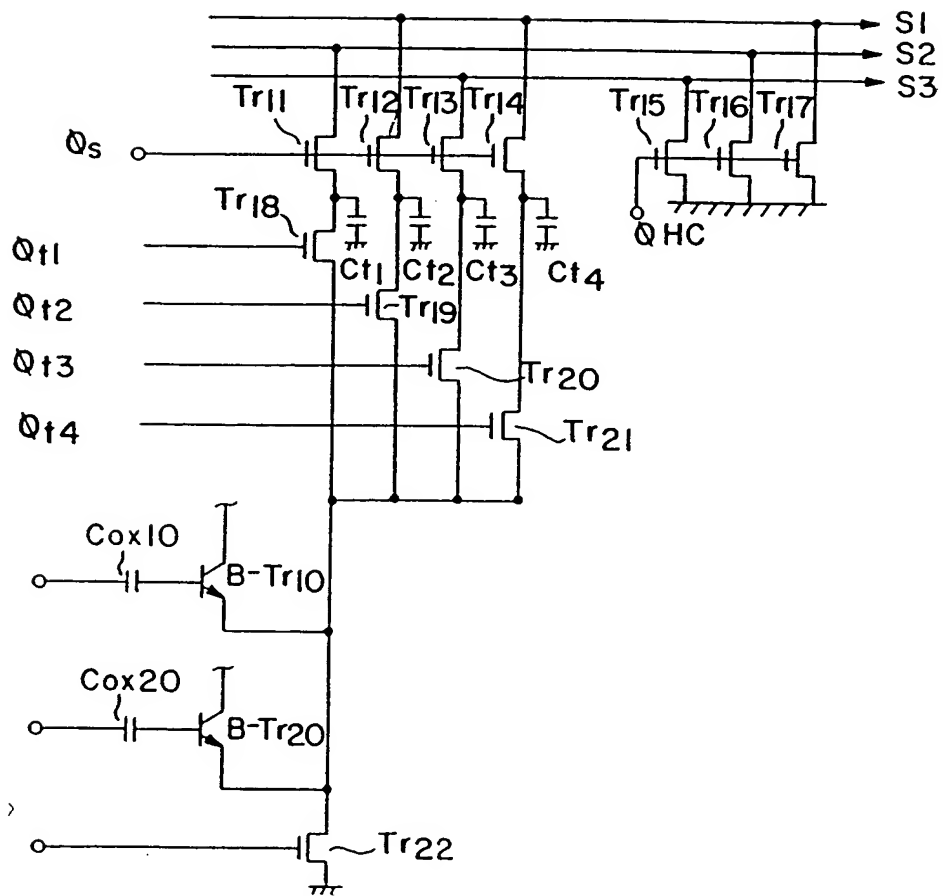 S1
S2
S3
Tr11 Tr12 Tr13 Tr14 Tr15 Tr16 Tr17
Øs
Tr18
ØHC
Øt1
Ct1 Ct2 Ct3 Ct4
Øt2
Tr19
Øt3
Tr20
Øt4
Tr21
Cox10
B-Tr10
Cox20
B-Tr20
Tr22